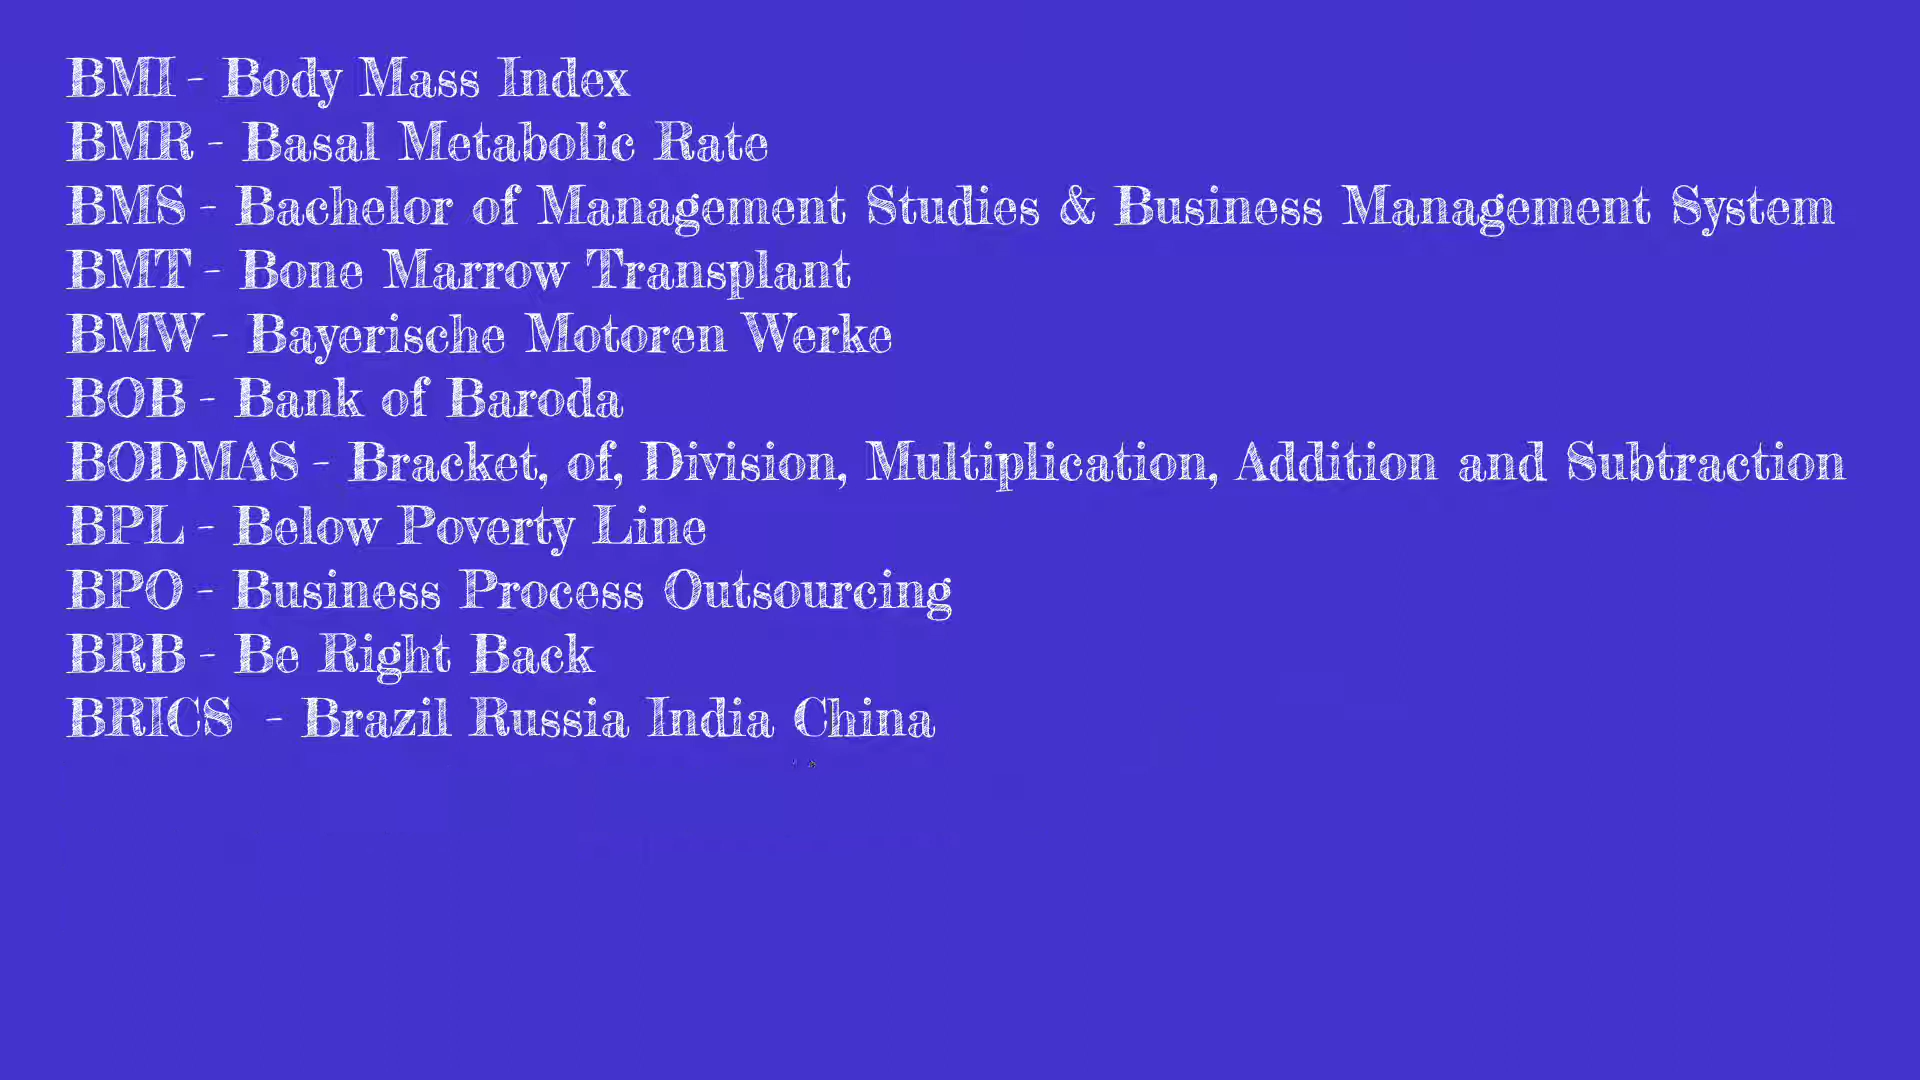 BMI - Body Mass Index
BMR - Basal Metabolic Rate
BMS - Bachelor of Management Studies & Business Management System
BMT - Bone Marrow Transplant
BMW - Bayerische Motoren Werke
BOB - Bank of Baroda
BODMAS - Bracket, of, Division, Multiplication, Addition and Subtraction
BPL - Below Poverty Line
BPO - Business Process Outsourcing
BRB - Be Right Back
BRICS - Brazil Russia India China